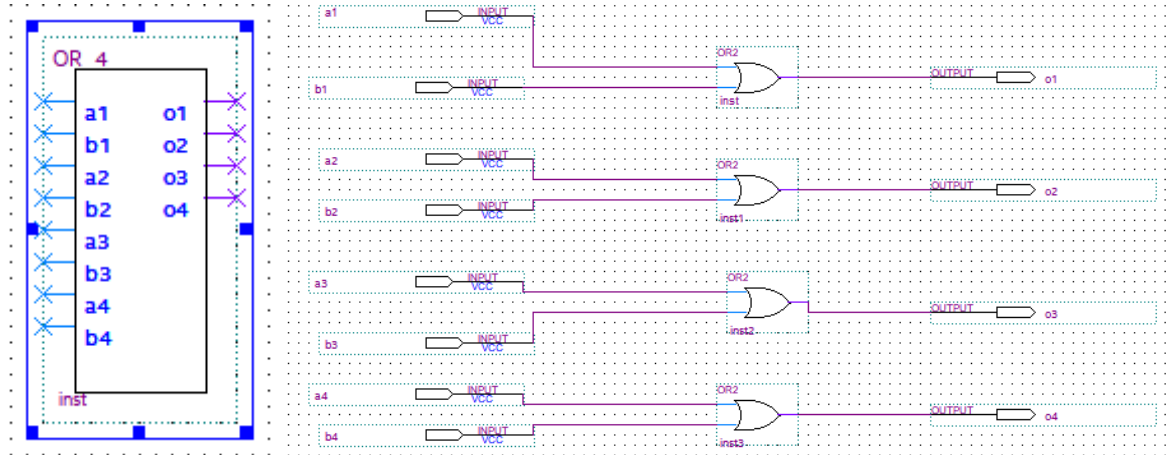 OR_4
a1 o1
b1 o2
a2 o3
b2 o4
a3
b3
a4
b4
inst
a1 INPUT
VCC
b1 INPUT
VCC
OR2
inst
OUTPUT o1
a2 INPUT
VCC
b2 INPUT
VCC
OR2
inst1
OUTPUT o2
a3 INPUT
VCC
b3 INPUT
VCC
OR2
inst2
OUTPUT o3
a4 INPUT
VCC
b4 INPUT
VCC
OR2
inst3
OUTPUT o4